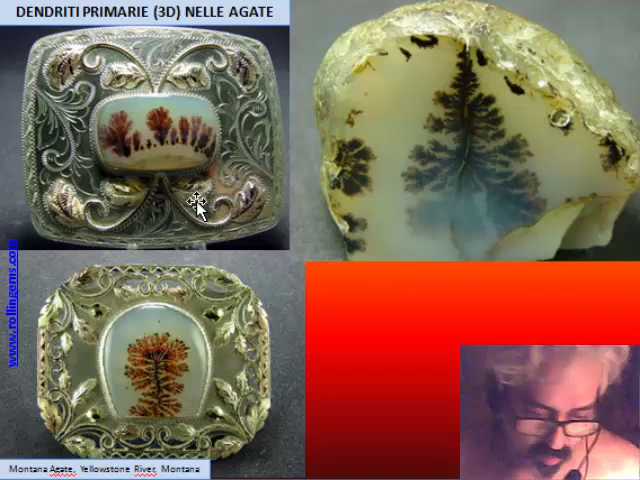 DENDRITI PRIMARIE (3D) NELLE AGATE
www.rollingems.com
Montana Agate, Yellowstone River, Montana